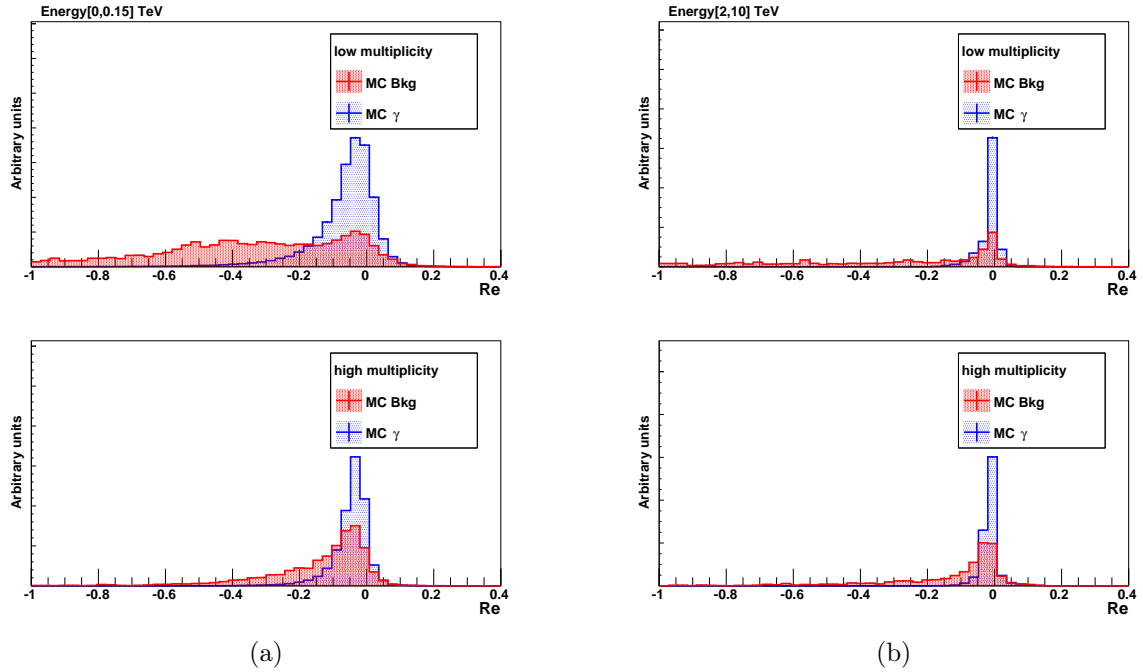 Energy[0,0.15] TeV
Arbitrary units
low multiplicity
MC Bkg
MC γ
-1 -0.8 -0.6 -0.4 -0.2 0 0.2 0.4
Re
Energy[2,10] TeV
Arbitrary units
low multiplicity
MC Bkg
MC γ
-1 -0.8 -0.6 -0.4 -0.2 0 0.2 0.4
Re
Arbitrary units
high multiplicity
MC Bkg
MC γ
-1 -0.8 -0.6 -0.4 -0.2 0 0.2 0.4
Re
Arbitrary units
high multiplicity
MC Bkg
MC γ
-1 -0.8 -0.6 -0.4 -0.2 0 0.2 0.4
Re
(a)
(b)